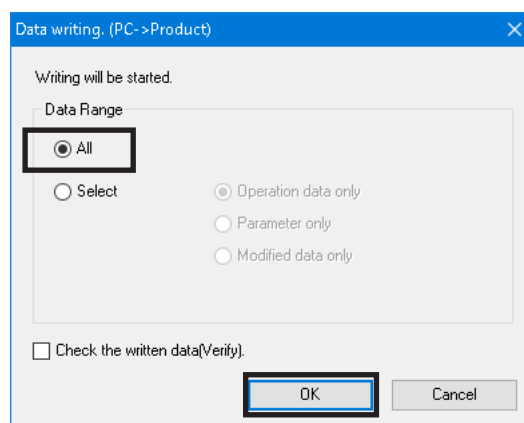 Data writing. (PC->Product)
Writing will be started.
Data Range
All
Select
Operation data only
Parameter only
Modified data only
Check the written data(Verify).
OK
Cancel